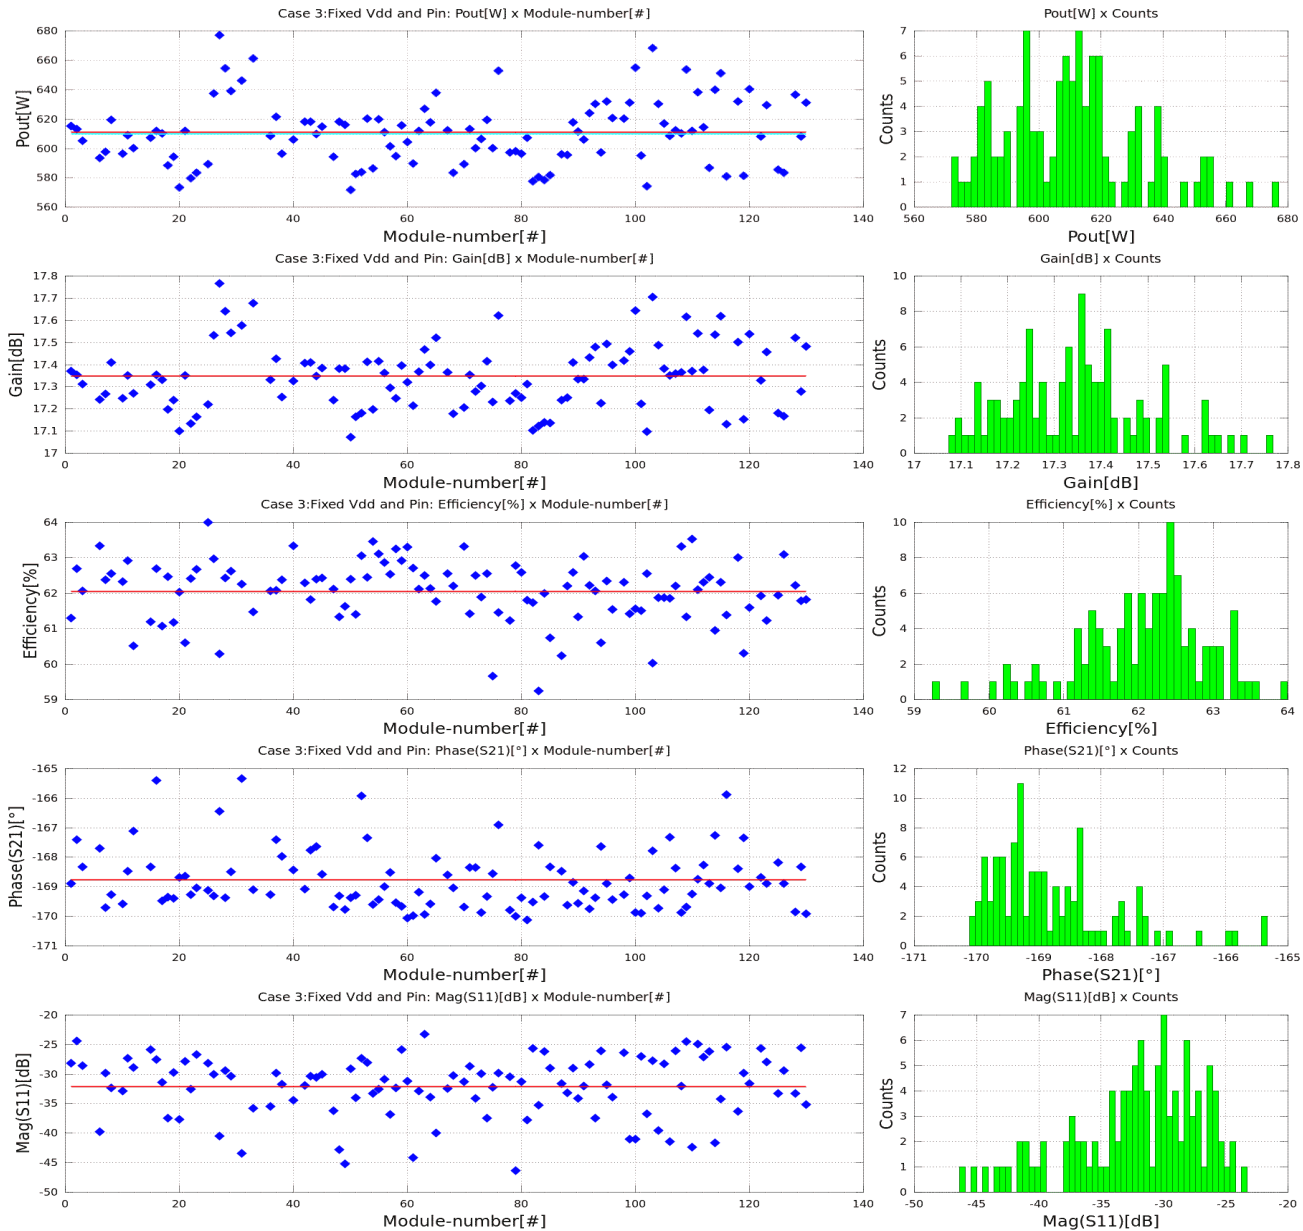 Case 3:Fixed Vdd and Pin: Pout[W] x Module-number[#]
Pout[W]
680
660
640
620
600
580
560
0 20 40 60 80 100 120 140
Module-number[#]
Pout[W] x Counts
Counts
7
6
5
4
3
2
1
0
560 580 600 620 640 660 680
Pout[W]
Case 3:Fixed Vdd and Pin: Gain[dB] x Module-number[#]
Gain[dB]
17.8
17.7
17.6
17.5
17.4
17.3
17.2
17.1
17
0 20 40 60 80 100 120 140
Module-number[#]
Gain[dB] x Counts
Counts
10
8
6
4
2
0
17 17.1 17.2 17.3 17.4 17.5 17.6 17.7 17.8
Gain[dB]
Case 3:Fixed Vdd and Pin: Efficiency[%] x Module-number[#]
Efficiency[%]
64
63
62
61
60
59
0 20 40 60 80 100 120 140
Module-number[#]
Efficiency[%] x Counts
Counts
10
8
6
4
2
0
59 60 61 62 63 64
Efficiency[%]
Case 3:Fixed Vdd and Pin: Phase(S21)[°] x Module-number[#]
Phase(S21)[°]
-165
-166
-167
-168
-169
-170
-171
0 20 40 60 80 100 120 140
Module-number[#]
Phase(S21)[°] x Counts
Counts
12
10
8
6
4
2
0
-171 -170 -169 -168 -167 -166 -165
Phase(S21)[°]
Case 3:Fixed Vdd and Pin: Mag(S11)[dB] x Module-number[#]
Mag(S11)[dB]
-20
-25
-30
-35
-40
-45
-50
0 20 40 60 80 100 120 140
Module-number[#]
Mag(S11)[dB] x Counts
Counts
7
6
5
4
3
2
1
0
-50 -45 -40 -35 -30 -25 -20
Mag(S11)[dB]